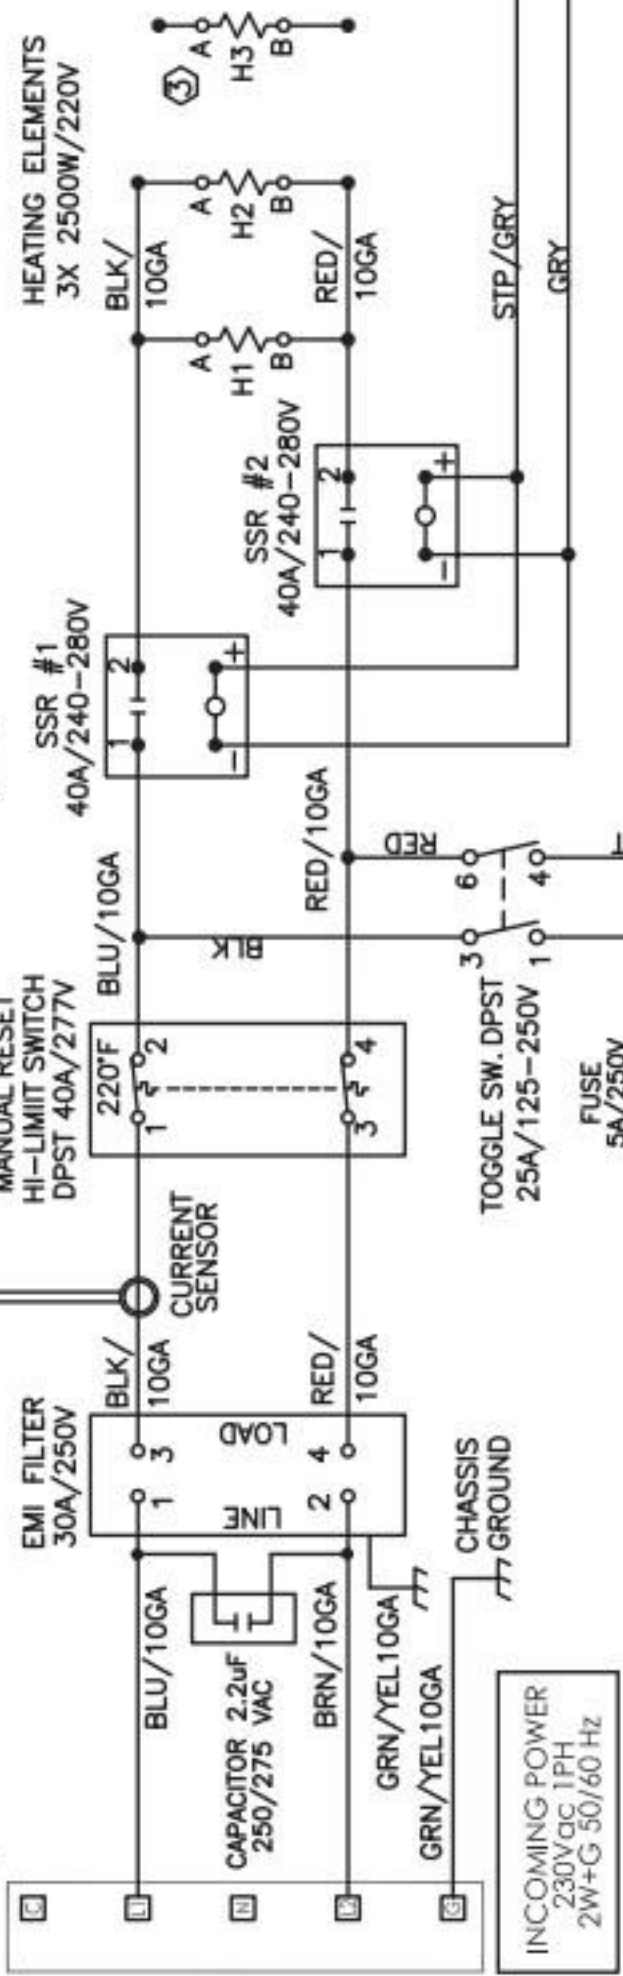 HEATING ELEMENTS
3X 2500W/220V
A
H3
B
3
A
H2
B
BLK/
10GA
RED/
10GA
A
H1
B
STP/GRY
GRY
SSR #2
40A/240-280V
1
2
-
+
SSR #1
40A/240-280V
1
2
-
+
BLU/10GA
RED/10GA
BLK
RED
3
6
1
4
TOGGLE SW. DPST
25A/125-250V
FUSE
5A/250V
MANUAL RESET
HI-LIMIIT SWITCH
DPST 40A/277V
220°F
1
2
3
4
CURRENT
SENSOR
BLK/
10GA
RED/
10GA
EMI FILTER
30A/250V
1
3
2
4
LINE
LOAD
CHASSIS
GROUND
BLU/10GA
CAPACITOR 2.2uF
250/275 VAC
BRN/10GA
GRN/YEL10GA
GRN/YEL10GA
C
L1
N
L2
G
INCOMING POWER
230Vac 1PH
2W+G 50/60 Hz